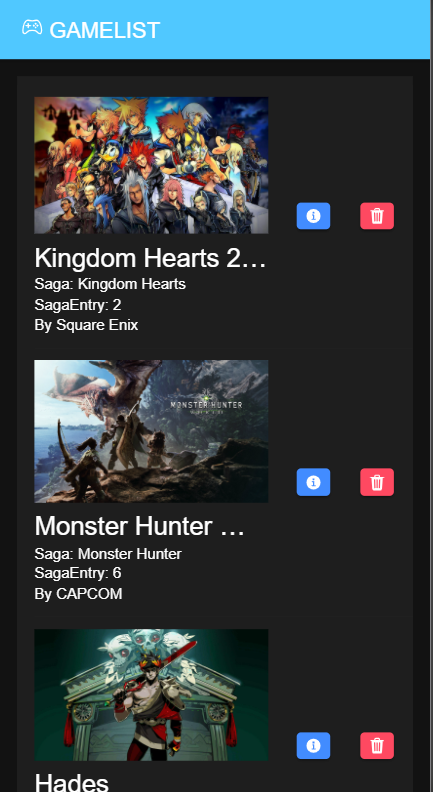 GAMELIST
Kingdom Hearts 2...
Saga: Kingdom Hearts
SagaEntry: 2
By Square Enix
MONSTER HUNTER
Monster Hunter ...
Saga: Monster Hunter
SagaEntry: 6
By CAPCOM
Hades